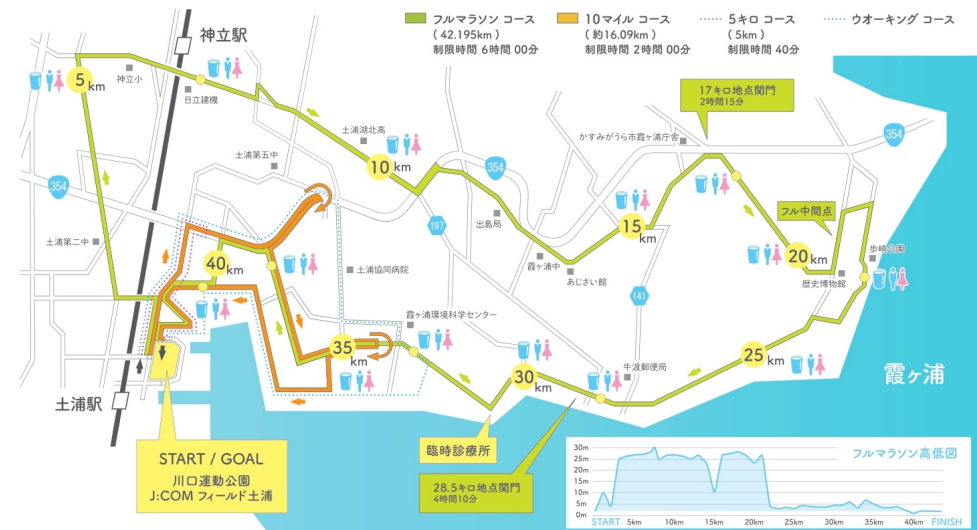 フルマラソン コース
(42.195km)
制限時間 6時間 00分
10マイル コース
(約16.09km)
制限時間 2時間 00分
5キロ コース
(5km)
制限時間 40分
ウオーキング コース
神立駅
5km
神立小
日立建機
17キロ地点関門
2時間15分
土浦湖北高
かすみがうら市霞ヶ浦庁舎
354
土浦第五中
10km
354
354
フル中間点
197
出島局
15km
土浦第二中
40km
霞ヶ浦中
あじさい館
20km
歩崎公園
歴史博物館
土浦協同病院
141
霞ヶ浦環境科学センター
35km
25km
30km
牛渡郵便局
霞ヶ浦
土浦駅
START / GOAL
川口運動公園
J:COM フィールド土浦
臨時診療所
28.5キロ地点関門
4時間10分
フルマラソン高低図
30m
25m
20m
15m
10m
5m
0m
START 5km 10km 15km 20km 25km 30km 35km 40km FINISH